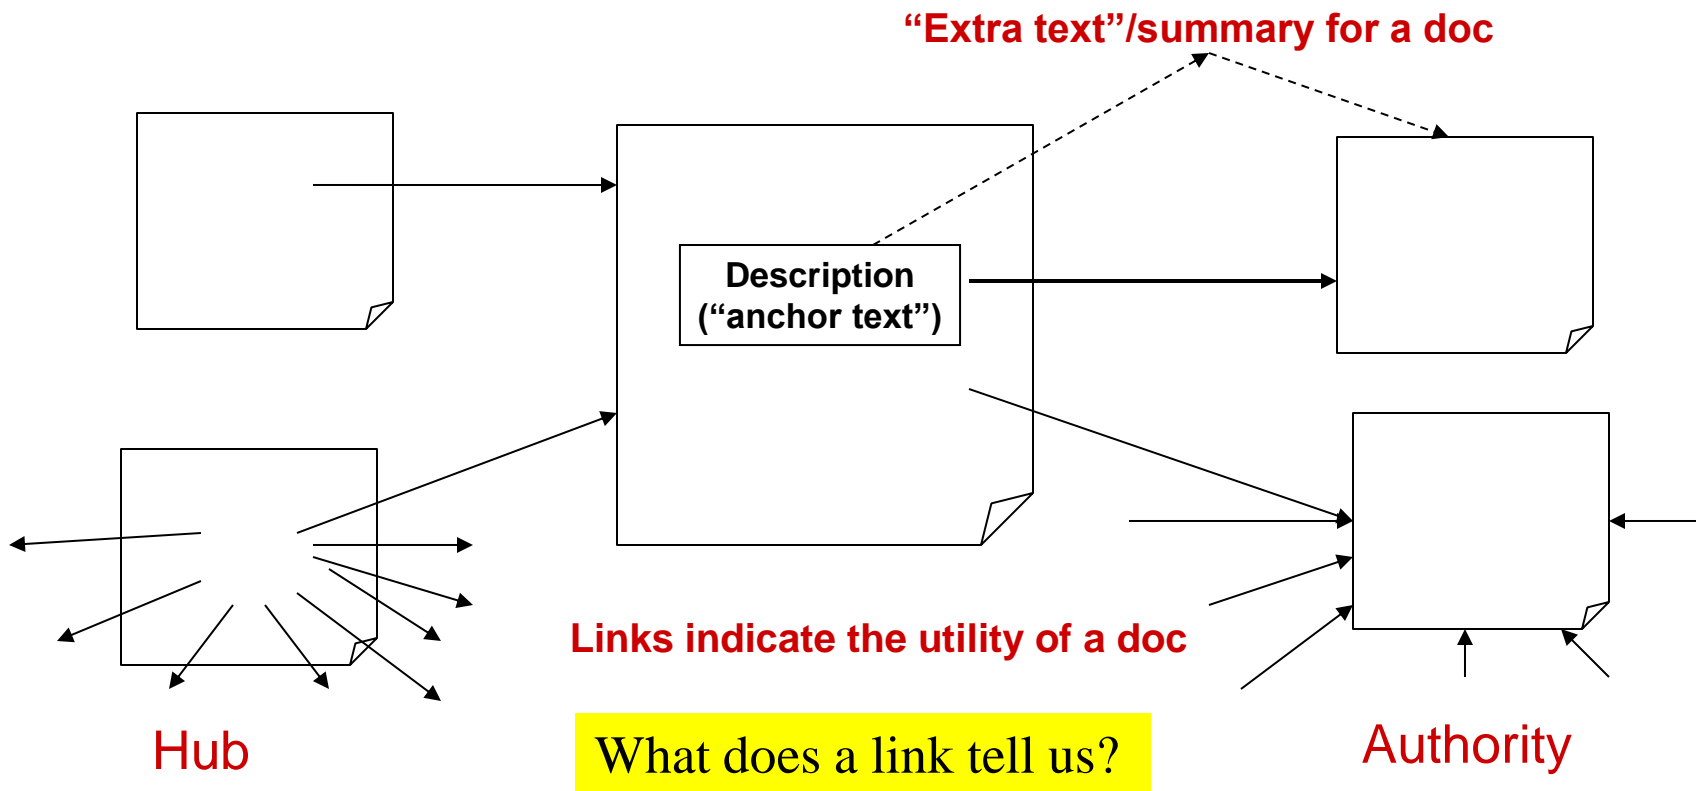 “Extra text”/summary for a doc
Description
(“anchor text”)
Links indicate the utility of a doc
Hub
What does a link tell us?
Authority